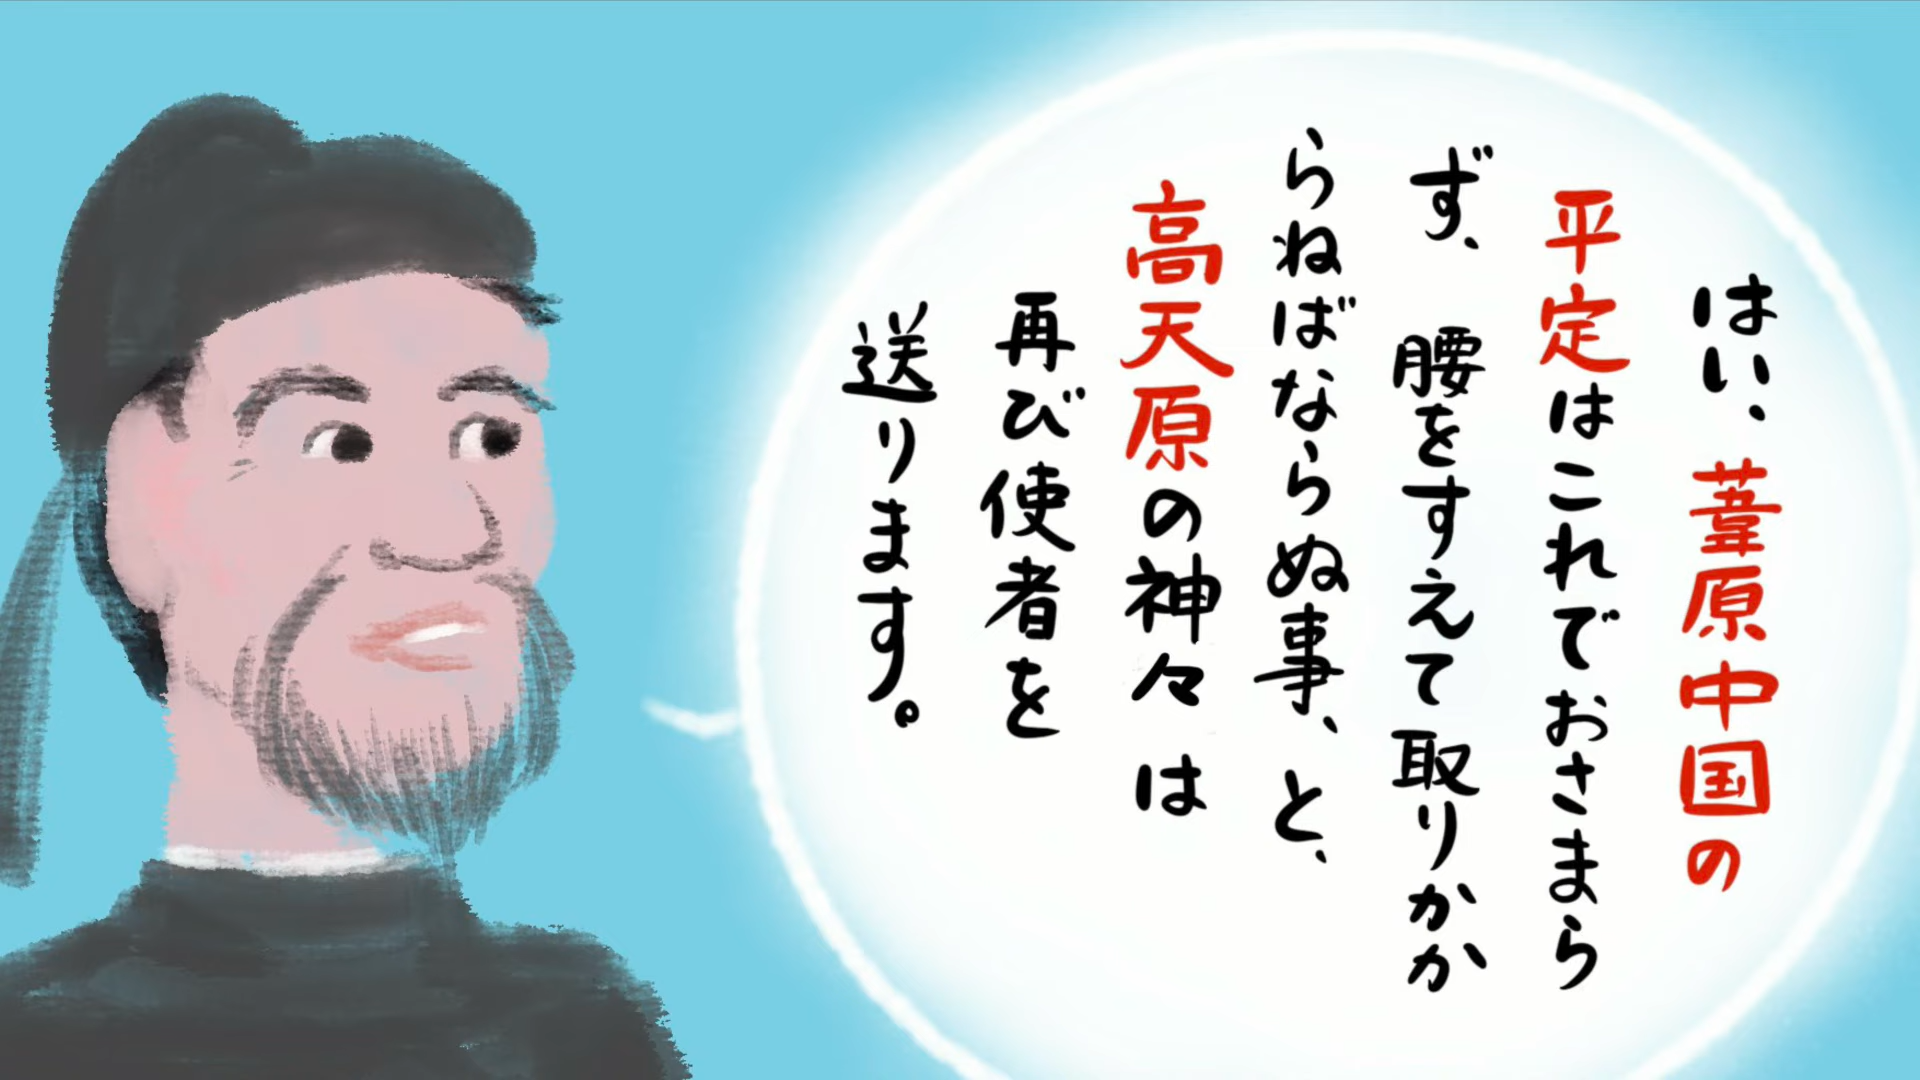 はい、葦原中国の
平定はこれでおさまら
ず、腰をすえて取りかか
らねばならぬ事、と、
高天原の神々は
再び使者を
送ります。